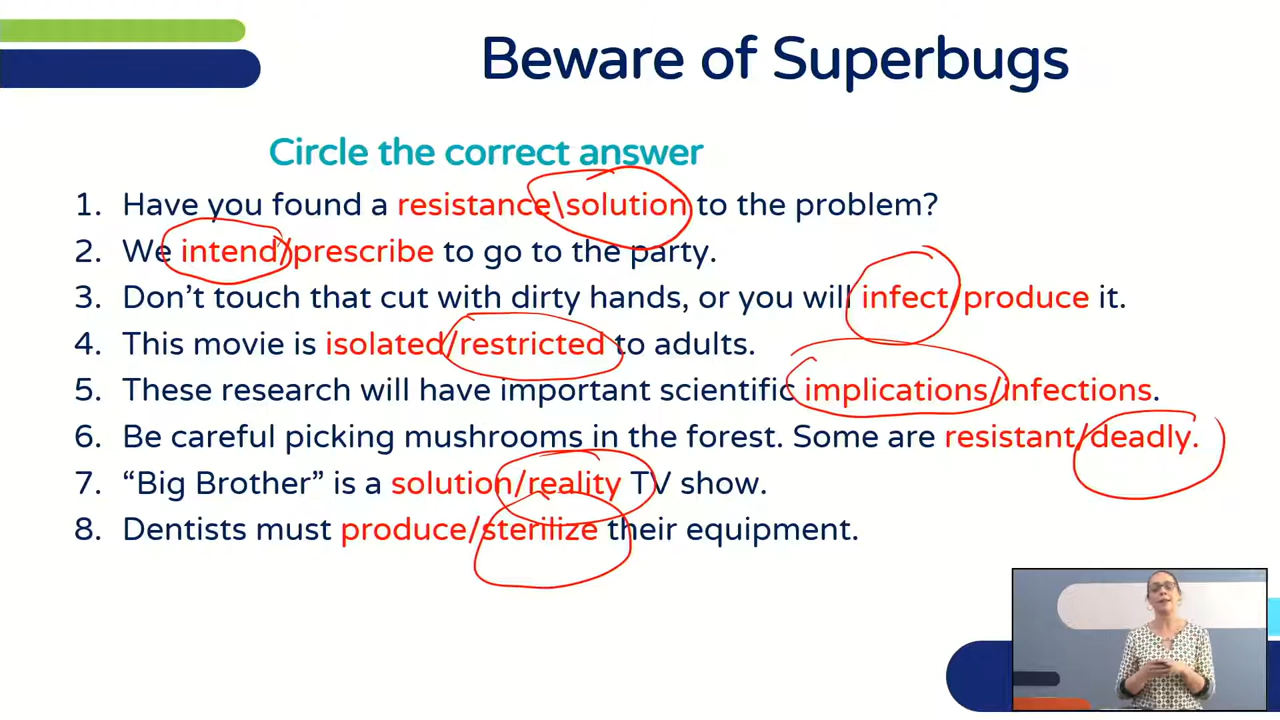 Beware of Superbugs
Circle the correct answer
1. Have you found a resistance\solution to the problem?
2. We intend/prescribe to go to the party.
3. Don't touch that cut with dirty hands, or you will infect/produce it.
4. This movie is isolated/restricted to adults.
5. These research will have important scientific implications/infections.
6. Be careful picking mushrooms in the forest. Some are resistant/deadly.
7. “Big Brother” is a solution/reality TV show.
8. Dentists must produce/sterilize their equipment.